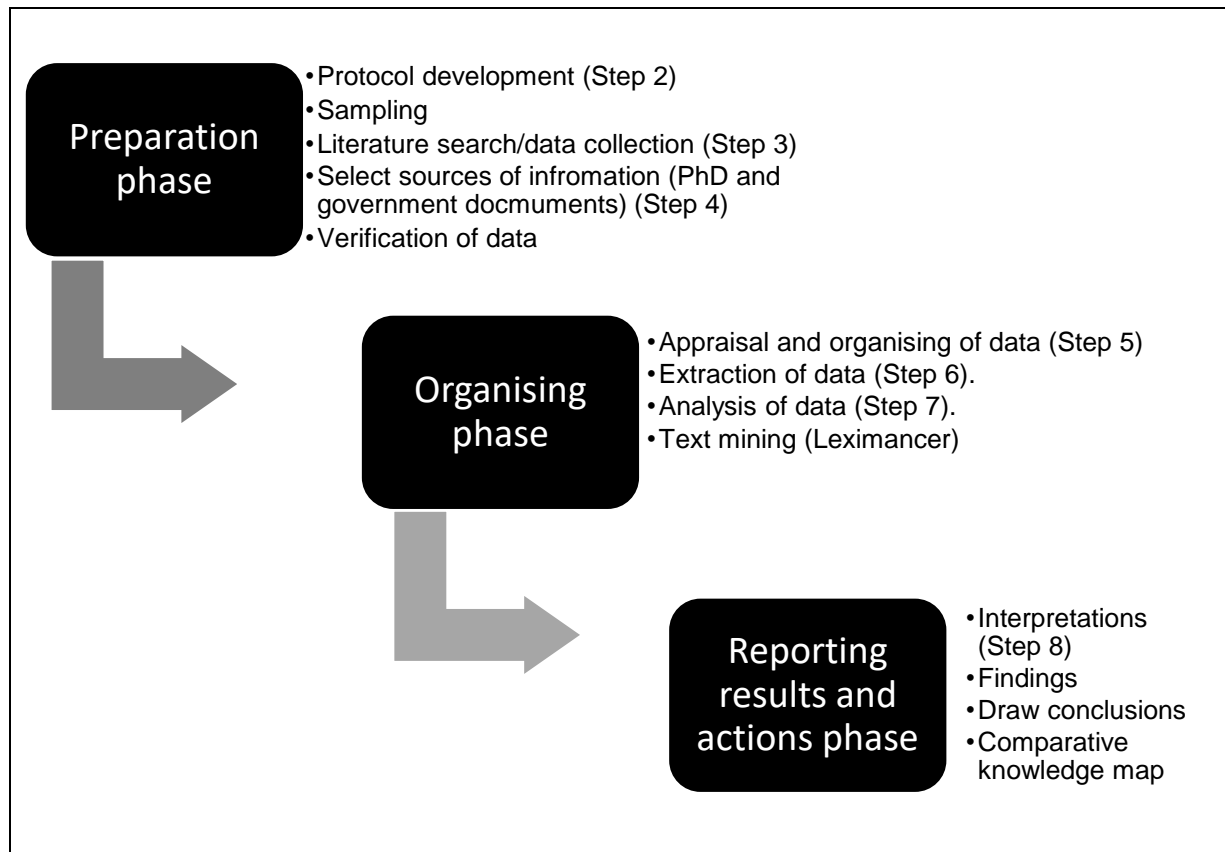 Preparation
phase
•Protocol development (Step 2)
•Sampling
•Literature search/data collection (Step 3)
•Select sources of infromation (PhD and
government docmuments) (Step 4)
•Verification of data
Organising
phase
•Appraisal and organising of data (Step 5)
•Extraction of data (Step 6).
•Analysis of data (Step 7).
•Text mining (Leximancer)
Reporting
results and
actions phase
•Interpretations
(Step 8)
•Findings
•Draw conclusions
•Comparative
knowledge map